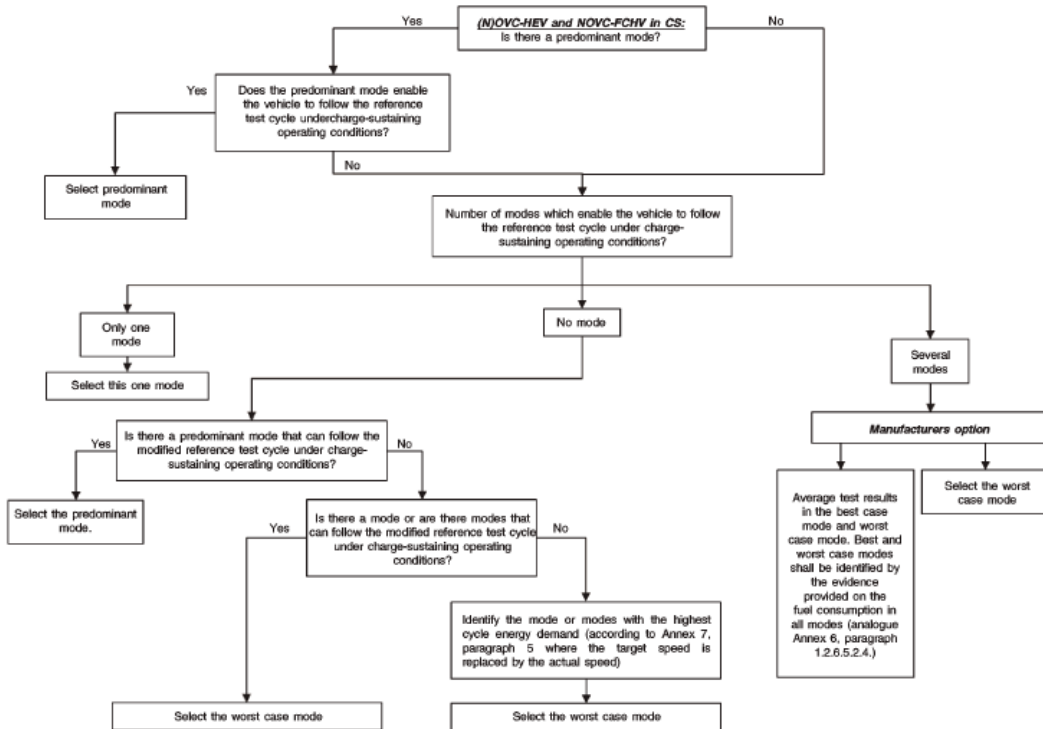 (N)OVC-HEV and NOVC-FCHV in CS:
Is there a predominant mode?
Yes
No
Does the predominant mode enable
the vehicle to follow the reference
test cycle undercharge-sustaining
operating conditions?
Yes
No
Select predominant
mode
Number of modes which enable the vehicle to follow
the reference test cycle under charge-
sustaining operating conditions?
Only one
mode
No mode
Several
modes
Select this one mode
Manufacturers option
Is there a predominant mode that can follow the
modified reference test cycle under charge-
sustaining operating conditions?
Yes
No
Select the predominant
mode.
Average test results
in the best case
mode and worst
case mode. Best and
worst case modes
shall be identified by
the evidence
provided on the
fuel consumption in
all modes (analogue
Annex 6, paragraph
1.2.6.5.2.4.)
Select the worst
case mode
Is there a mode or are there modes that
can follow the modified reference test cycle
under charge-sustaining operating
conditions?
Yes
No
Identify the mode or modes with the highest
cycle energy demand (according to Annex 7,
paragraph 5 where the target speed is
replaced by the actual speed)
Select the worst case mode
Select the worst case mode